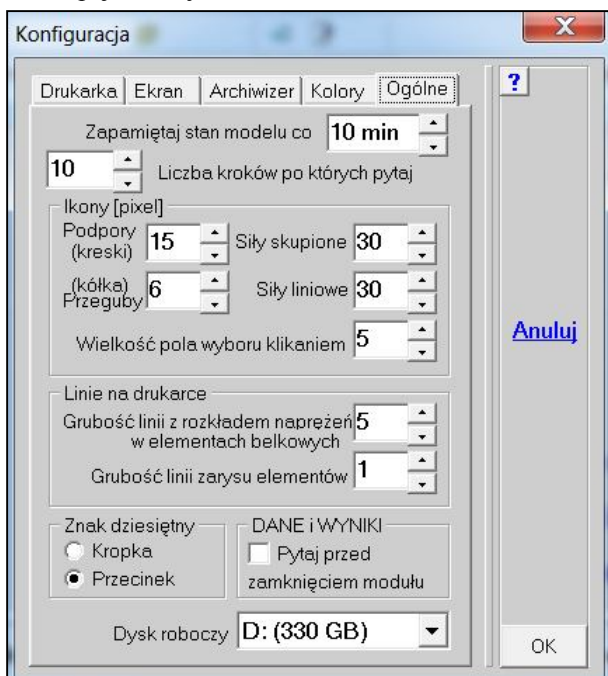 Konfiguracja
X
Drukarka Ekran Archiwizer Kolory Ogólne
?
Zapamiętaj stan modelu co 10 min
10 Liczba kroków po których pytaj
Ikony [pixel]
Podpory
(kreski) 15 Siły skupione 30
(kółka)
Przeguby 6 Siły liniowe 30
Wielkość pola wyboru klikaniem 5
Anuluj
Linie na drukarce
Grubość linii z rozkładem naprężeń 5
w elementach belkowych
Grubość linii zarysu elementów 1
Znak dziesiętny
Kropka
Przecinek
DANE i WYNIKI
Pytaj przed
zamknięciem modułu
Dysk roboczy D: (330 GB)
OK